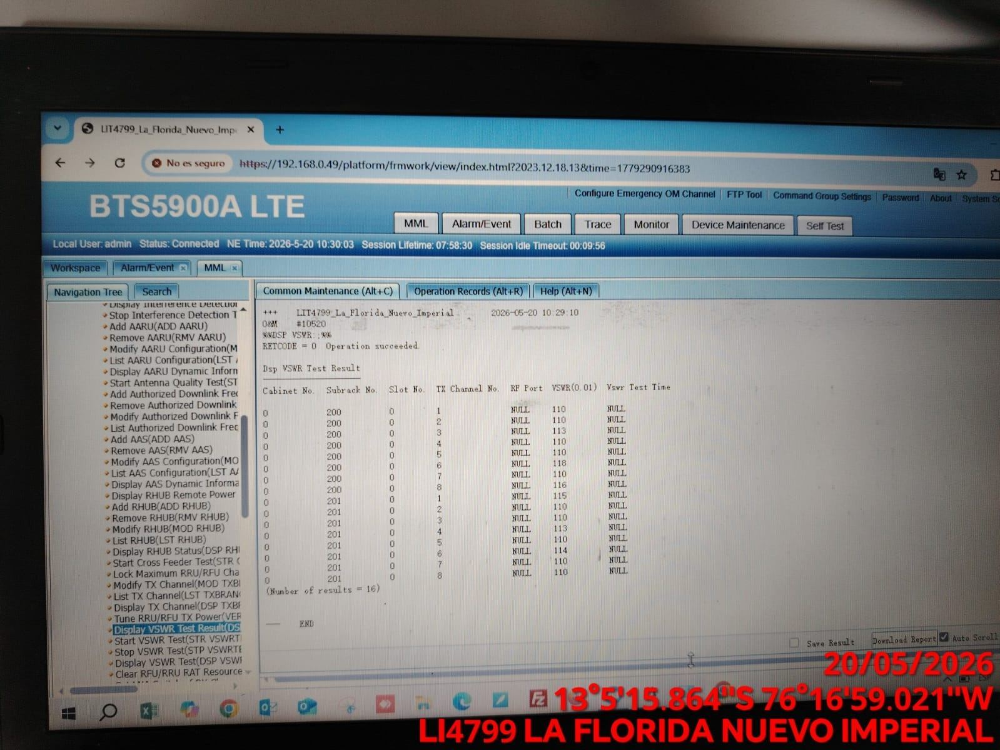 LIT4799_La_Florida_Nuevo_Imp
No es seguro https://192.168.0.49/platform/frmwork/view/index.html?2023.12.18.13&time=1779290916383
Configure Emergency OM Channel FTP Tool Command Group Settings Password About System Se
BTS5900A LTE
MML Alarm/Event Batch Trace Monitor Device Maintenance Self Test
Local User: admin Status: Connected NE Time: 2026-5-20 10:30:03 Session Lifetime: 07:58:30 Session Idle Timeout: 00:09:56
Workspace Alarm/Event MML
Navigation Tree Search
Display Interference Detection
Stop Interference Detection T
Add AARU(ADD AARU)
Remove AARU(RMV AARU)
Modify AARU Configuration(M
List AARU Configuration(LST
Display AARU Dynamic Inforn
Start Antenna Quality Test(ST
Add Authorized Downlink Fre
Remove Authorized Downlink
Modify Authorized Downlink F
List Authorized Downlink Freq
Add AAS(ADD AAS)
Remove AAS(RMV AAS)
Modify AAS Configuration(MO
List AAS Configuration(LST A
Display AAS Dynamic Informa
Display RHUB Remote Power
Add RHUB(ADD RHUB)
Remove RHUB(RMV RHUB)
Modify RHUB(MOD RHUB)
List RHUB(LST RHUB)
Display RHUB Status(DSP RH
Start Cross Feeder Test(STR C
Lock Maximum RRU/RFU Cha
Modify TX Channel(MOD TXB
List TX Channel(LST TXBRAN
Display TX Channel(DSP TXB
Tune RRU/RFU TX Power(VER
Display VSWR Test Result(DS
Start VSWR Test(STR VSWRT
Stop VSWR Test(STP VSWRTE
Display VSWR Test(DSP VSW
Clear RFU/RRU RAT Resource
Common Maintenance (Alt+C) Operation Records (Alt+R) Help (Alt+N)
+++ LIT4799_La_Florida_Nuevo_Imperial 2026-05-20 10:29:10
O&M #10520
%%DSP VSWR:;%%
RETCODE = 0 Operation succeeded.
Dsp VSWR Test Result
Cabinet No. Subrack No. Slot No. TX Channel No. RF Port VSWR(0.01) Vswr Test Time
0 200 0 1 NULL 110 NULL
0 200 0 2 NULL 110 NULL
0 200 0 3 NULL 113 NULL
0 200 0 4 NULL 110 NULL
0 200 0 5 NULL 110 NULL
0 200 0 6 NULL 118 NULL
0 200 0 7 NULL 110 NULL
0 200 0 8 NULL 116 NULL
0 201 0 1 NULL 115 NULL
0 201 0 2 NULL 110 NULL
0 201 0 3 NULL 110 NULL
0 201 0 4 NULL 113 NULL
0 201 0 5 NULL 110 NULL
0 201 0 6 NULL 114 NULL
0 201 0 7 NULL 110 NULL
0 201 0 8 NULL 110 NULL
(Number of results = 16)
--- END
Save Result Download Report Auto Scroll
20/05/2026
13°5'15.864"S 76°16'59.021"W
LI4799 LA FLORIDA NUEVO IMPERIAL